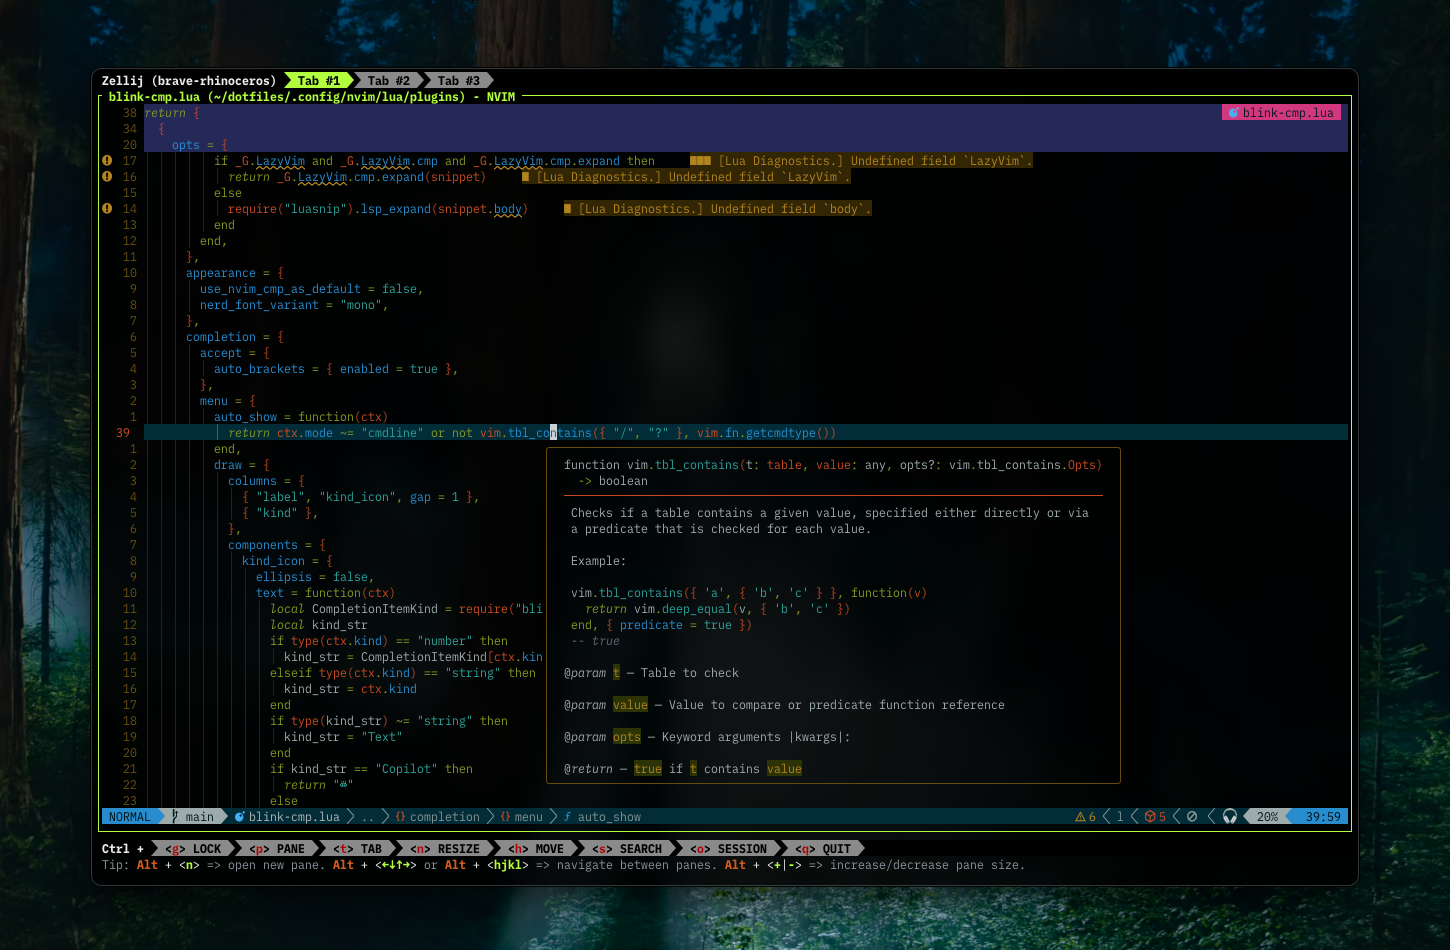 Zellij (brave-rhinoceros) Tab #1 Tab #2 Tab #3
blink-cmp.lua (~/dotfiles/.config/nvim/lua/plugins) - NVIM
38 return { blink-cmp.lua
34 {
20 opts = {
17 if _G.LazyVim and _G.LazyVim.cmp and _G.LazyVim.cmp.expand then ■■■ [Lua Diagnostics.] Undefined field `LazyVim`.
16 return _G.LazyVim.cmp.expand(snippet) ■ [Lua Diagnostics.] Undefined field `LazyVim`.
15 else
14 require("luasnip").lsp_expand(snippet.body) ■ [Lua Diagnostics.] Undefined field `body`.
13 end
12 end,
11 },
10 appearance = {
9 use_nvim_cmp_as_default = false,
8 nerd_font_variant = "mono",
7 },
6 completion = {
5 accept = {
4 auto_brackets = { enabled = true },
3 },
2 menu = {
1 auto_show = function(ctx)
39 return ctx.mode ~= "cmdline" or not vim.tbl_contains({ "/", "?" }, vim.fn.getcmdtype())
1 end,
2 draw = {
3 columns = {
4 { "label", "kind_icon", gap = 1 },
5 { "kind" },
6 },
7 components = {
8 kind_icon = {
9 ellipsis = false,
10 text = function(ctx)
11 local CompletionItemKind = require("bli
12 local kind_str
13 if type(ctx.kind) == "number" then
14 kind_str = CompletionItemKind[ctx.kin
15 elseif type(ctx.kind) == "string" then
16 kind_str = ctx.kind
17 end
18 if type(kind_str) ~= "string" then
19 kind_str = "Text"
20 end
21 if kind_str == "Copilot" then
22 return ""
23 else
function vim.tbl_contains(t: table, value: any, opts?: vim.tbl_contains.Opts)
-> boolean
Checks if a table contains a given value, specified either directly or via
a predicate that is checked for each value.
Example:
vim.tbl_contains({ 'a', { 'b', 'c' } }, function(v)
return vim.deep_equal(v, { 'b', 'c' })
end, { predicate = true })
-- true
@param t — Table to check
@param value — Value to compare or predicate function reference
@param opts — Keyword arguments |kwargs|:
@return — true if t contains value
NORMAL main blink-cmp.lua .. {} completion {} menu f auto_show 6 1 5 20% 39:59
Ctrl + <g> LOCK <p> PANE <t> TAB <n> RESIZE <h> MOVE <s> SEARCH <o> SESSION <q> QUIT
Tip: Alt + <n> => open new pane. Alt + <←↓↑→> or Alt + <hjkl> => navigate between panes. Alt + <+|-> => increase/decrease pane size.